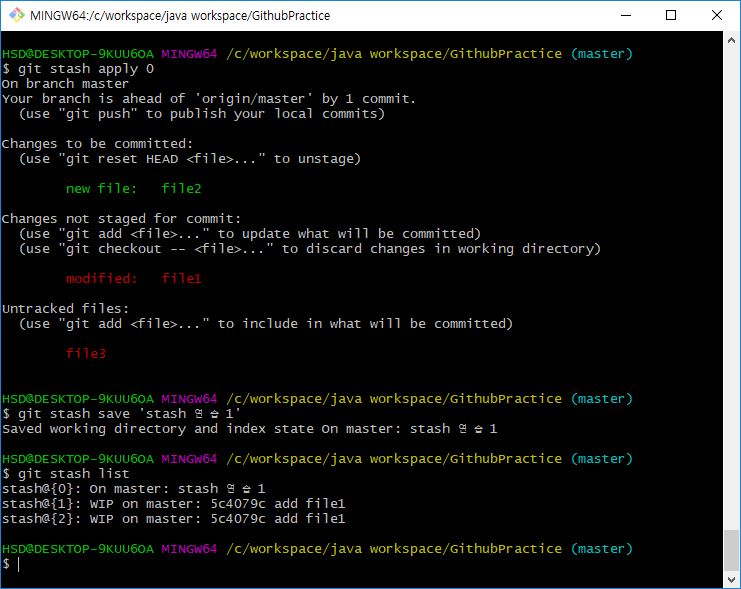 MINGW64:/c/workspace/java workspace/GithubPractice
HSD@DESKTOP-9KUU6OA MINGW64 /c/workspace/java workspace/GithubPractice (master)
$ git stash apply 0
On branch master
Your branch is ahead of 'origin/master' by 1 commit.
(use "git push" to publish your local commits)
Changes to be committed:
(use "git reset HEAD <file>..." to unstage)
new file: file2
Changes not staged for commit:
(use "git add <file>..." to update what will be committed)
(use "git checkout -- <file>..." to discard changes in working directory)
modified: file1
Untracked files:
(use "git add <file>..." to include in what will be committed)
file3
HSD@DESKTOP-9KUU6OA MINGW64 /c/workspace/java workspace/GithubPractice (master)
$ git stash save 'stash 연습1'
Saved working directory and index state On master: stash 연습1
HSD@DESKTOP-9KUU6OA MINGW64 /c/workspace/java workspace/GithubPractice (master)
$ git stash list
stash@{0}: On master: stash 연습1
stash@{1}: WIP on master: 5c4079c add file1
stash@{2}: WIP on master: 5c4079c add file1
HSD@DESKTOP-9KUU6OA MINGW64 /c/workspace/java workspace/GithubPractice (master)
$